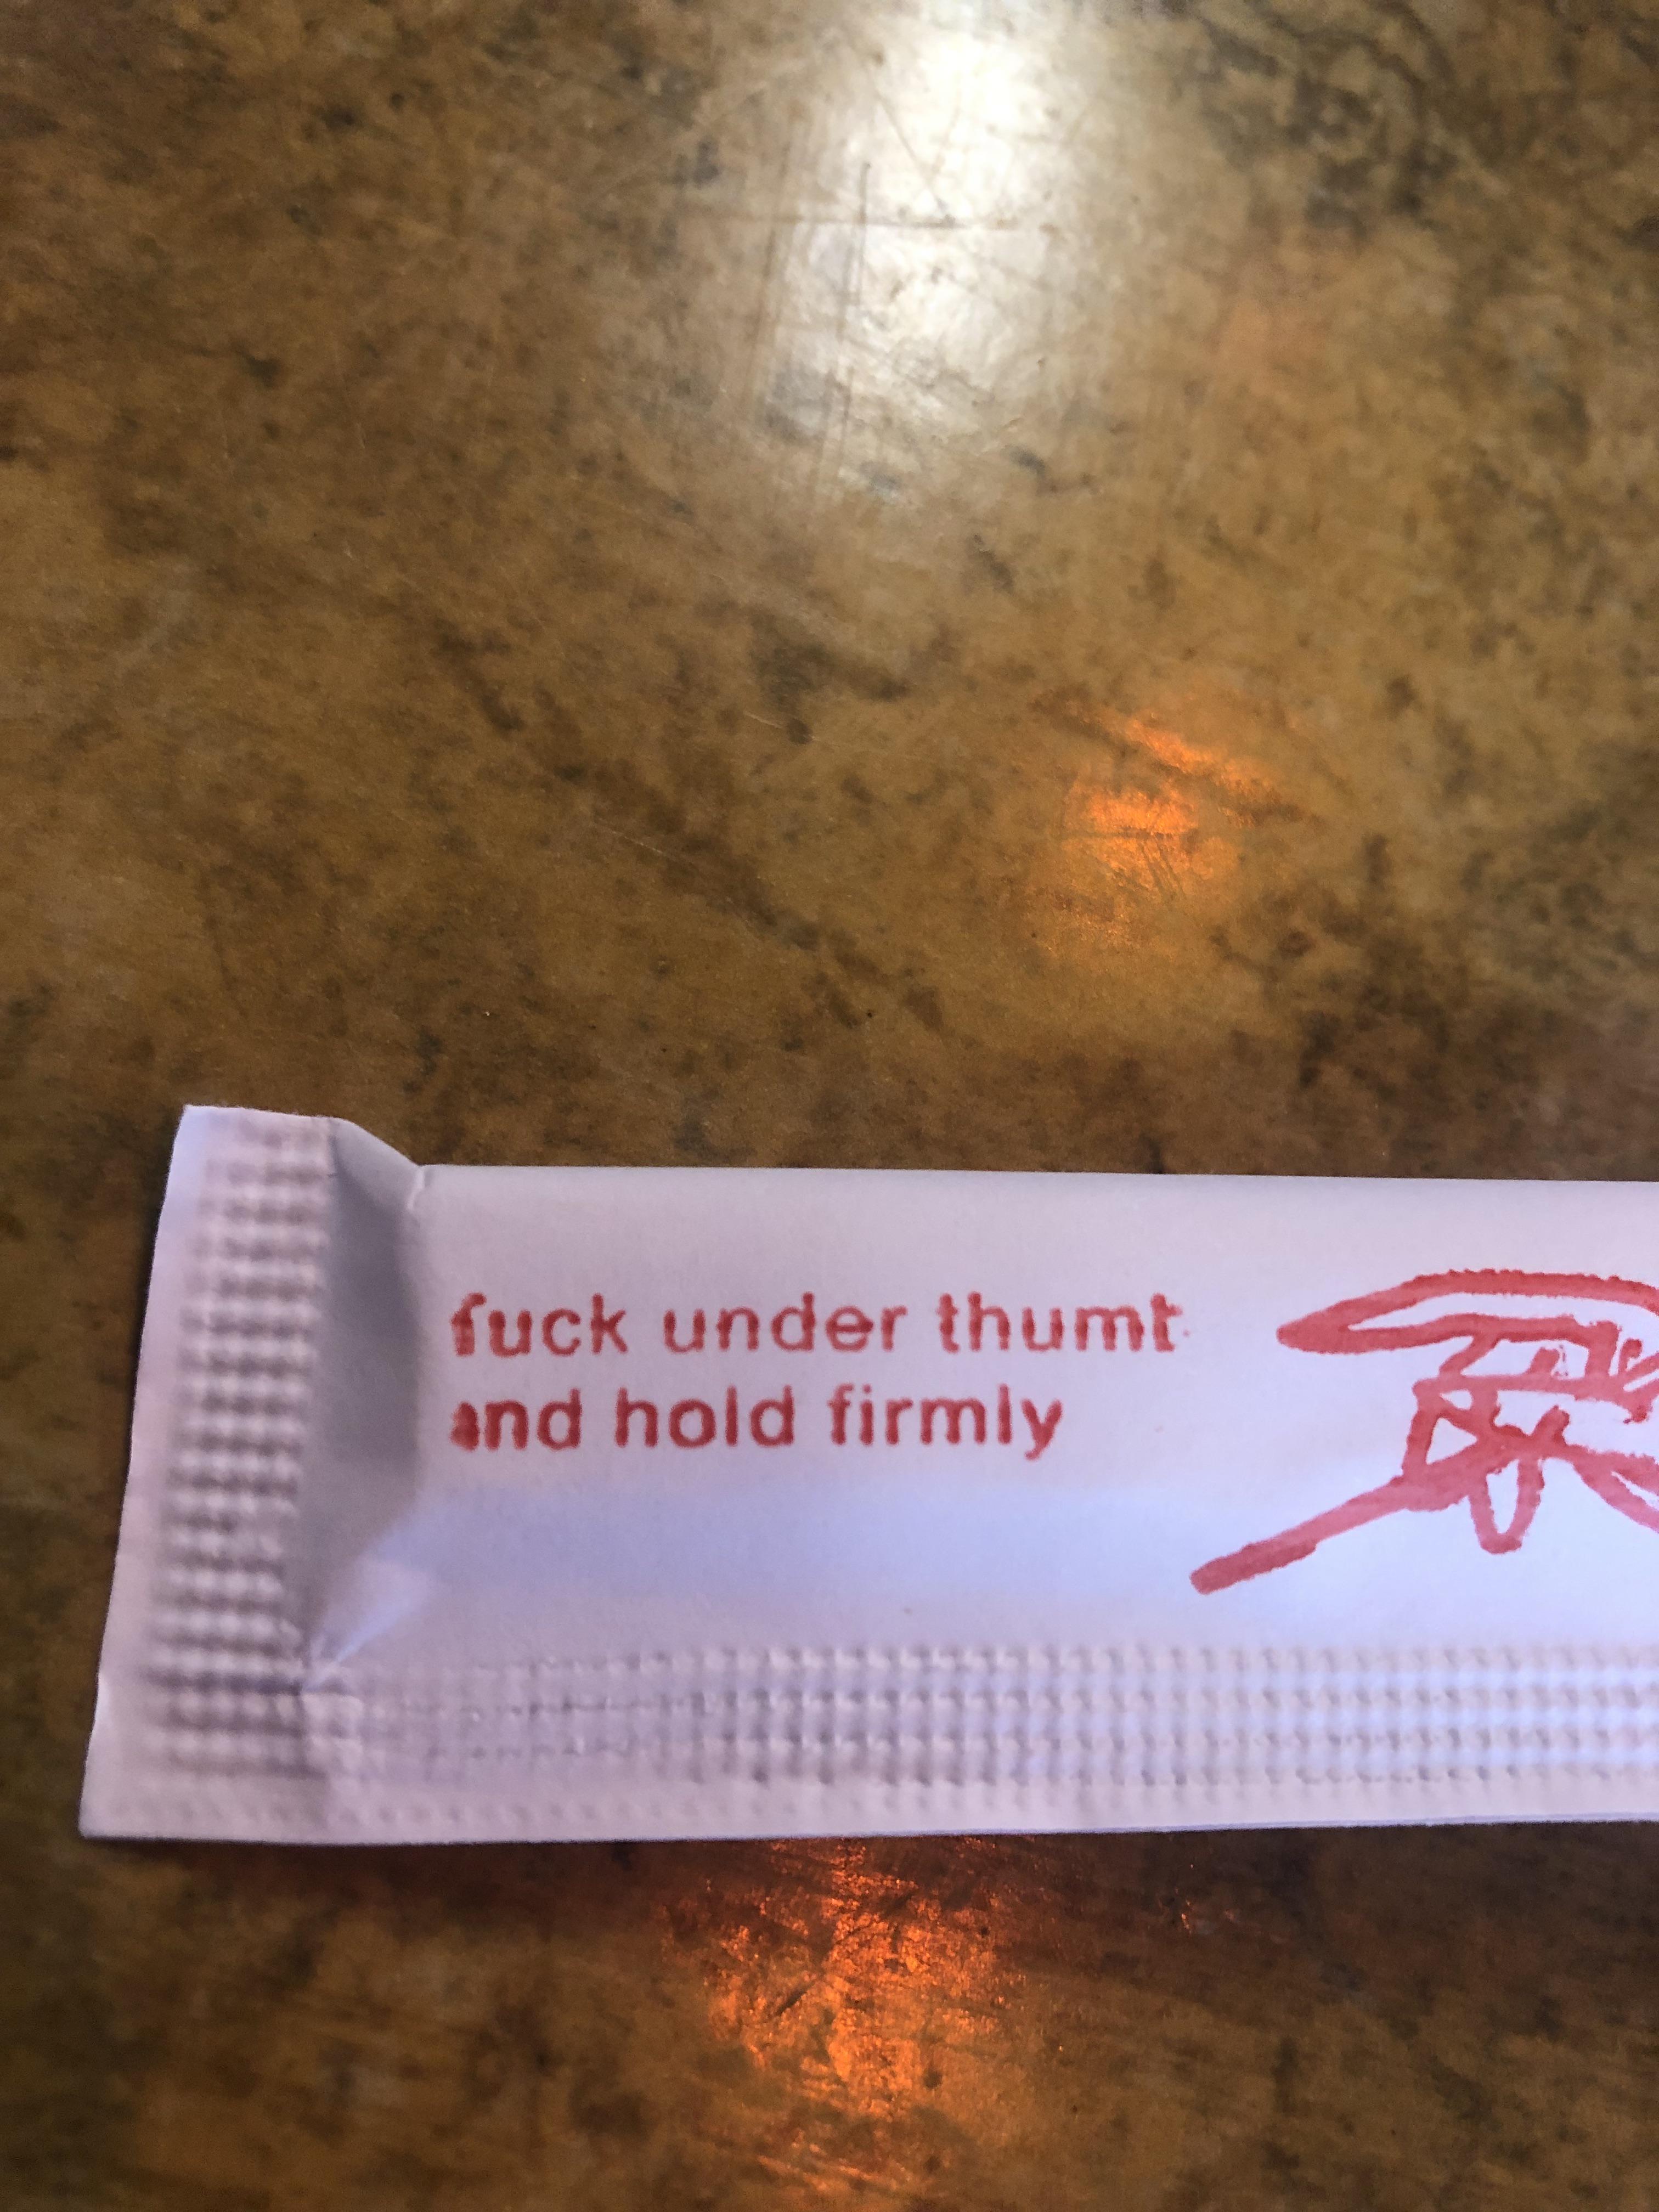 fuck under thumt
and hold firmly